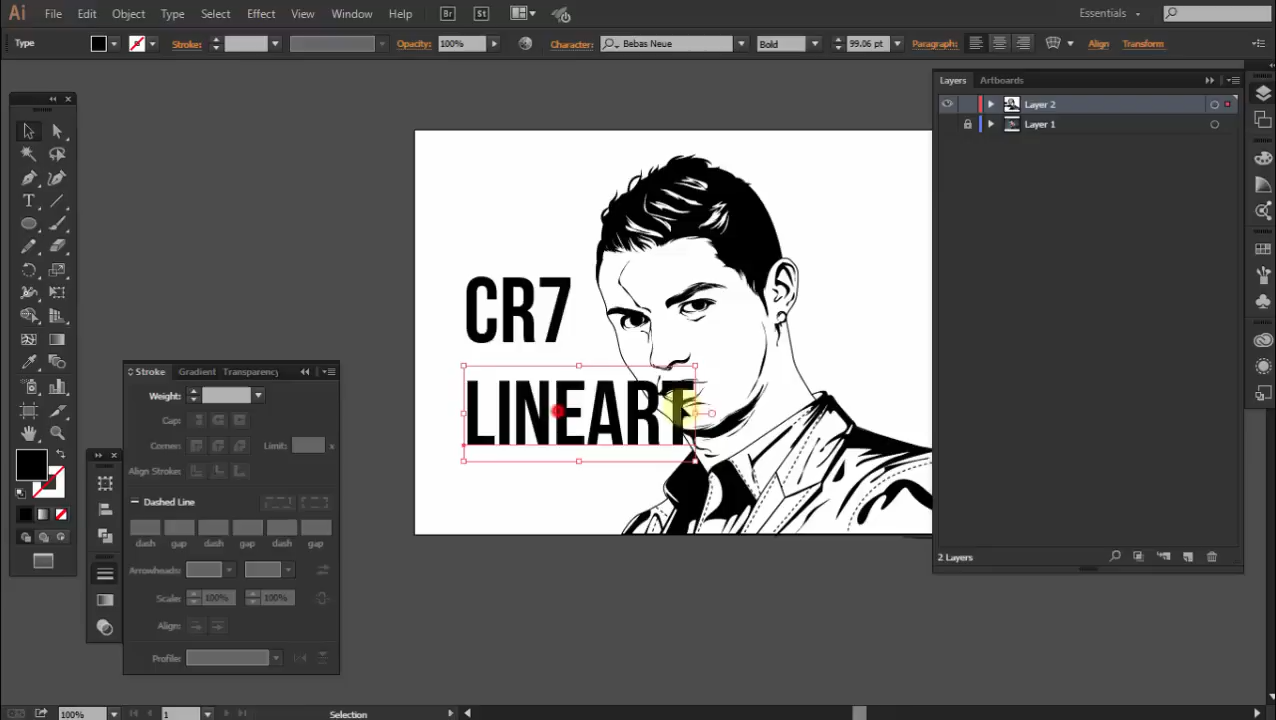 Ai File Edit Object Type Select Effect View Window Help Br St Essentials
Type Stroke: Opacity: 100% Character: Bebas Neue Bold 99.06 pt Paragraph: Align Transform
Layers Artboards
Layer 2
Layer 1
CR7
LINEART
Stroke Gradient Transparency
Weight:
Cap:
Corner: Limit: x
Align Stroke:
Dashed Line
dash gap dash gap dash gap
Arrowheads:
Scale: 100% 100%
Align:
Profile:
2 Layers
100% 1 Selection